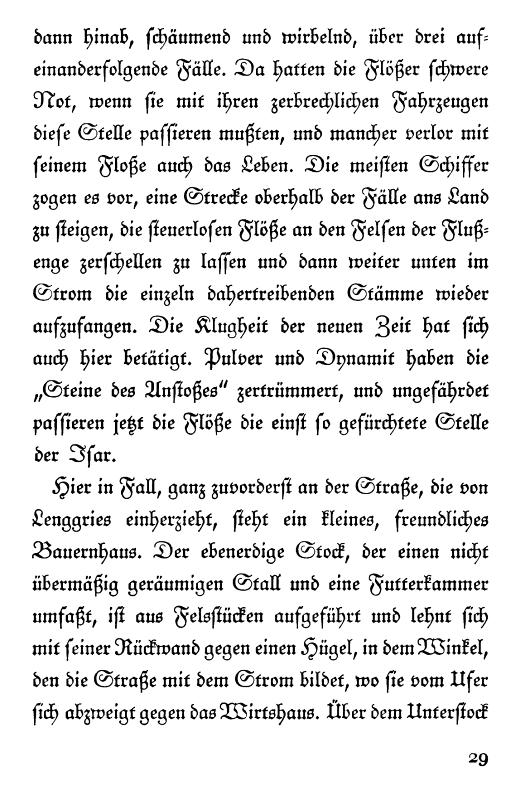 dann hinab, schäumend und wirbelnd, über drei auf-
einanderfolgende Fälle. Da hatten die Flößer schwere
Not, wenn sie mit ihren zerbrechlichen Fahrzeugen
diese Stelle passieren mußten, und mancher verlor mit
seinem Floße auch das Leben. Die meisten Schiffer
zogen es vor, eine Strecke oberhalb der Fälle ans Land
zu steigen, die steuerlosen Flöße an den Felsen der Fluß-
enge zerschellen zu lassen und dann weiter unten im
Strom die einzeln dahertreibenden Stämme wieder
aufzufangen. Die Klugheit der neuen Zeit hat sich
auch hier betätigt. Pulver und Dynamit haben die
„Steine des Anstoßes“ zertrümmert, und ungefährdet
passieren jetzt die Flöße die einst so gefürchtete Stelle
der Isar.
Hier in Fall, ganz zuvorderst an der Straße, die von
Lenggries einherzieht, steht ein kleines, freundliches
Bauernhaus. Der ebenerdige Stock, der einen nicht
übermäßig geräumigen Stall und eine Futterkammer
umfaßt, ist aus Felsstücken aufgeführt und lehnt sich
mit seiner Rückwand gegen einen Hügel, in dem Winkel,
den die Straße mit dem Strom bildet, wo sie vom Ufer
sich abzweigt gegen das Wirtshaus. Über dem Unterstock
29